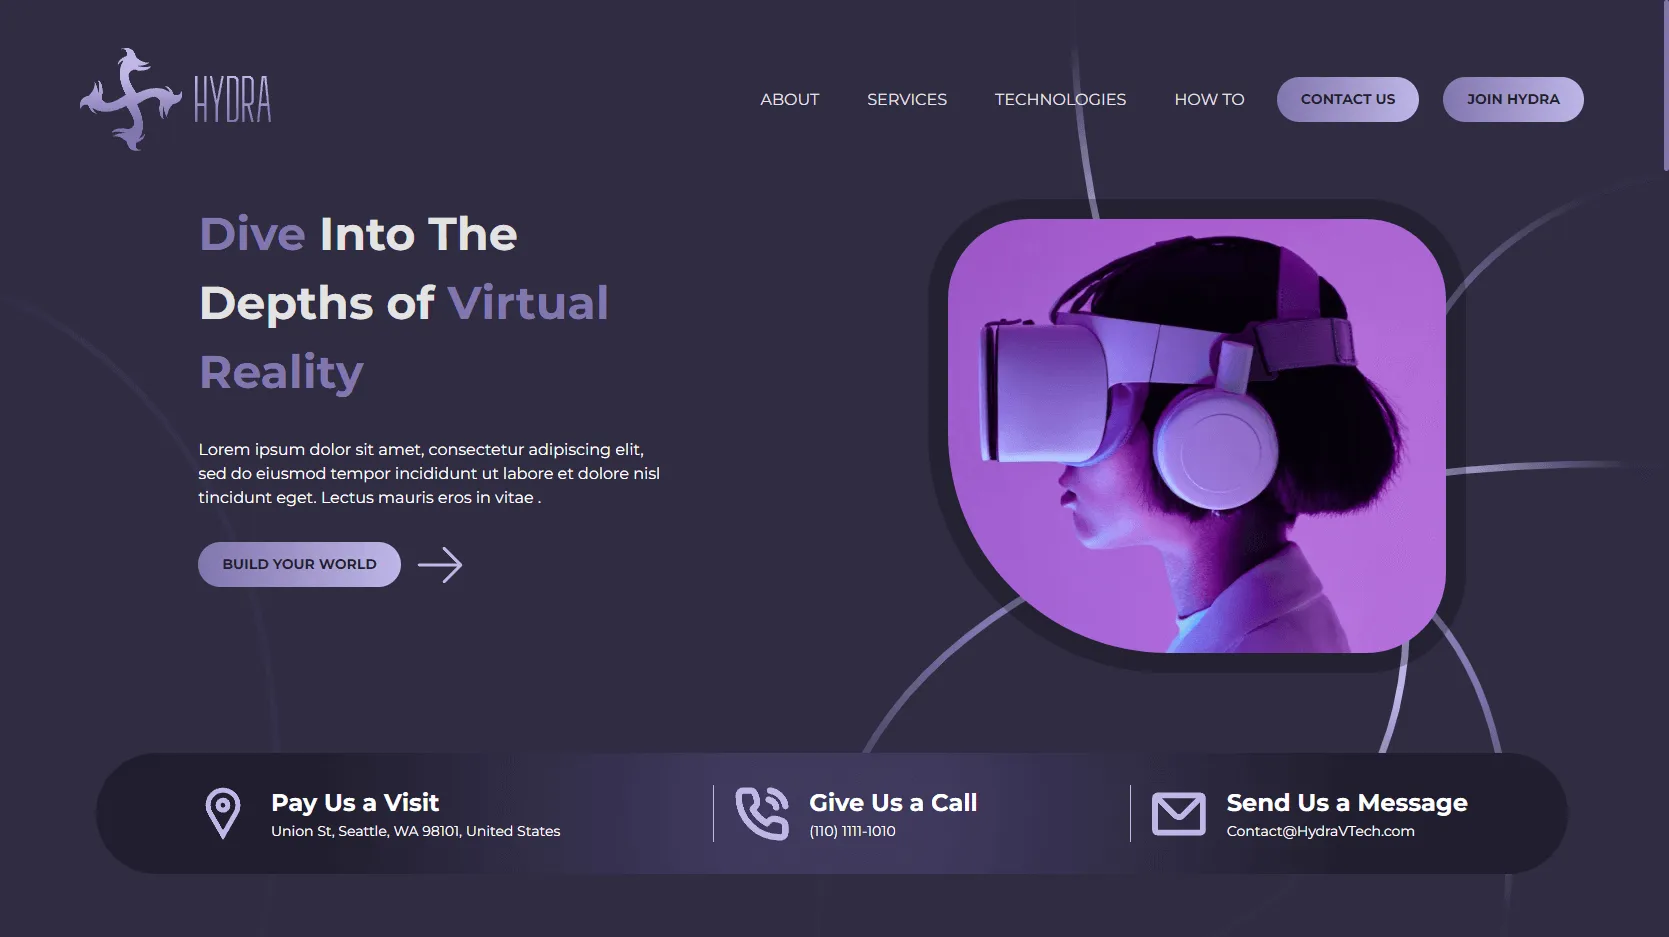 HYDRA
ABOUT
SERVICES
TECHNOLOGIES
HOW TO
CONTACT US
JOIN HYDRA
Dive Into The
Depths of Virtual
Reality
Lorem ipsum dolor sit amet, consectetur adipiscing elit,
sed do eiusmod tempor incididunt ut labore et dolore nisl
tincidunt eget. Lectus mauris eros in vitae .
BUILD YOUR WORLD
Pay Us a Visit
Union St, Seattle, WA 98101, United States
Give Us a Call
(110) 1111-1010
Send Us a Message
Contact@HydraVTech.com